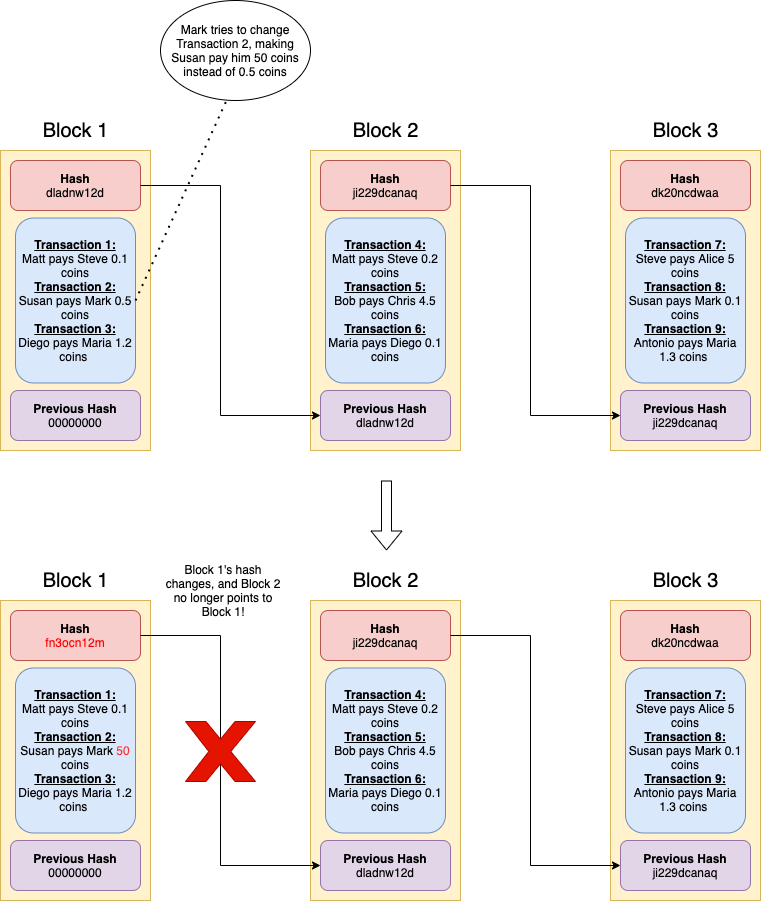 Mark tries to change
Transaction 2, making
Susan pay him 50 coins
instead of 0.5 coins
Block 1
Hash
dladnw12d
Transaction 1:
Matt pays Steve 0.1
coins
Transaction 2:
Susan pays Mark 0.5
coins
Transaction 3:
Diego pays Maria 1.2
coins
Previous Hash
00000000
Block 2
Hash
ji229dcanaq
Transaction 4:
Matt pays Steve 0.2
coins
Transaction 5:
Bob pays Chris 4.5
coins
Transaction 6:
Maria pays Diego 0.1
coins
Previous Hash
dladnw12d
Block 3
Hash
dk20ncdwaa
Transaction 7:
Steve pays Alice 5
coins
Transaction 8:
Susan pays Mark 0.1
coins
Transaction 9:
Antonio pays Maria
1.3 coins
Previous Hash
ji229dcanaq
Block 1's hash
changes, and Block 2
no longer points to
Block 1!
Block 1
Hash
fn3ocn12m
Transaction 1:
Matt pays Steve 0.1
coins
Transaction 2:
Susan pays Mark 50
coins
Transaction 3:
Diego pays Maria 1.2
coins
Previous Hash
00000000
Block 2
Hash
ji229dcanaq
Transaction 4:
Matt pays Steve 0.2
coins
Transaction 5:
Bob pays Chris 4.5
coins
Transaction 6:
Maria pays Diego 0.1
coins
Previous Hash
dladnw12d
Block 3
Hash
dk20ncdwaa
Transaction 7:
Steve pays Alice 5
coins
Transaction 8:
Susan pays Mark 0.1
coins
Transaction 9:
Antonio pays Maria
1.3 coins
Previous Hash
ji229dcanaq